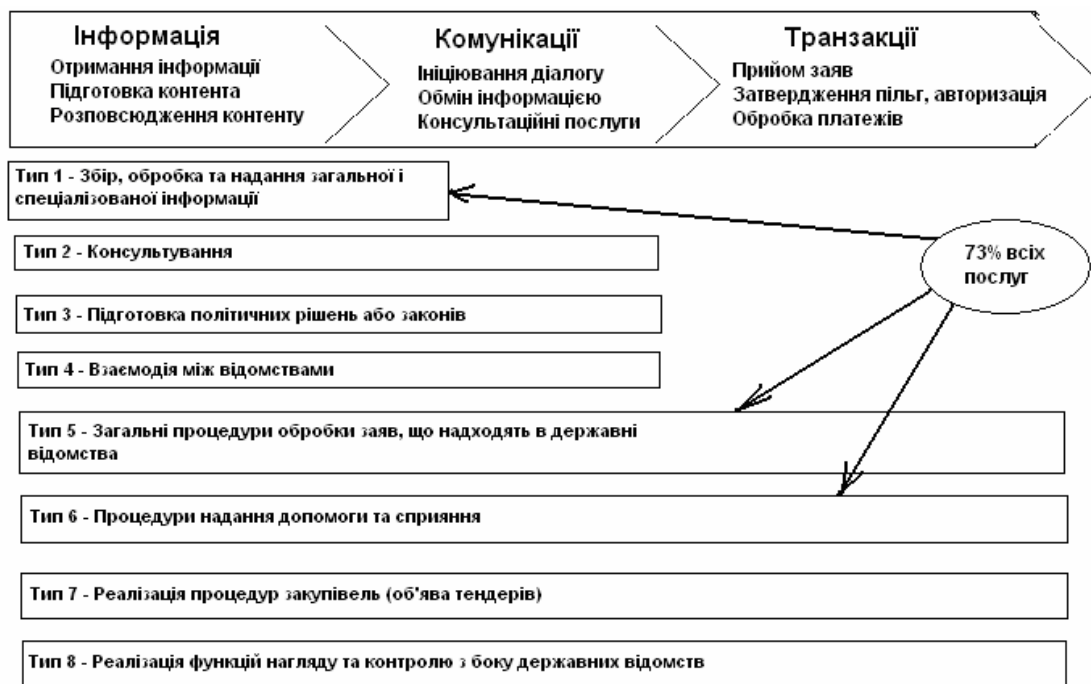 Інформація
Отримання інформації
Підготовка контента
Розповсюдження контенту
Комунікації
Ініціювання діалогу
Обмін інформацією
Консультаційні послуги
Транзакції
Прийом заяв
Затвердження пільг, авторизація
Обробка платежів
Тип 1 - Збір, обробка та надання загальної і
спеціалізованої інформації
73% всіх
послуг
Тип 2 - Консультування
Тип 3 - Підготовка політичних рішень або законів
Тип 4 - Взаємодія між відомствами
Тип 5 - Загальні процедури обробки заяв, що надходять в державні
відомства
Тип 6 - Процедури надання допомоги та сприяння
Тип 7 - Реалізація процедур закупівель (об'ява тендерів)
Тип 8 - Реалізація функцій нагляду та контролю з боку державних відомств